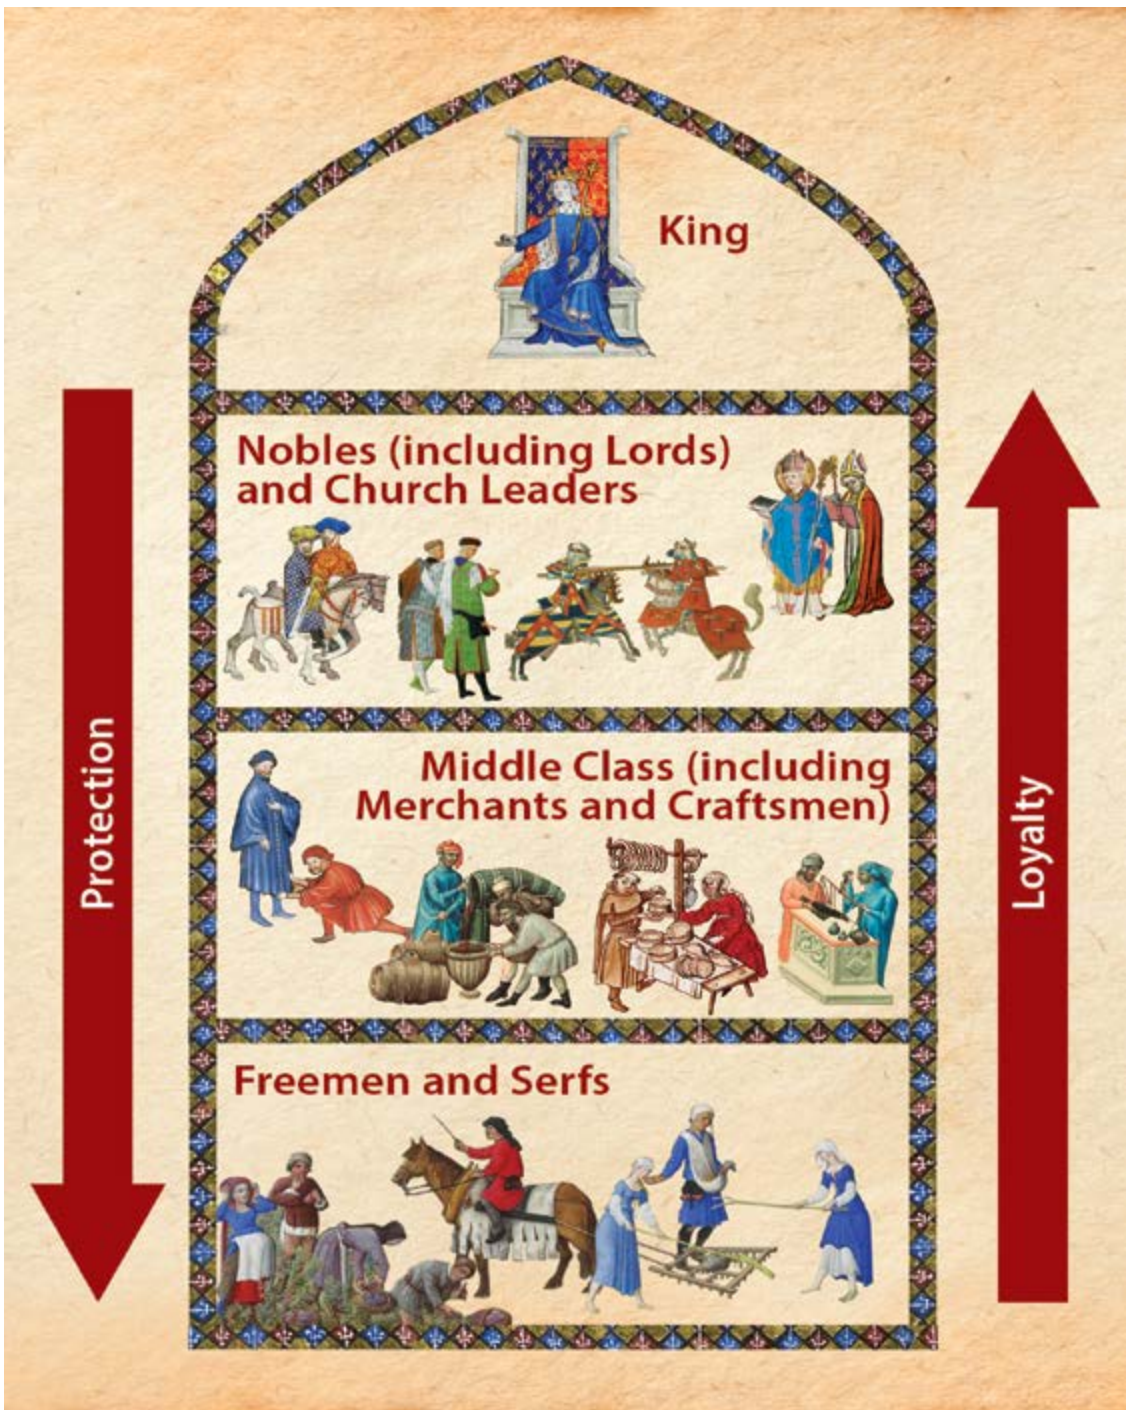 King
Nobles (including Lords)
and Church Leaders
Middle Class (including
Merchants and Craftsmen)
Freemen and Serfs
Protection
Loyalty